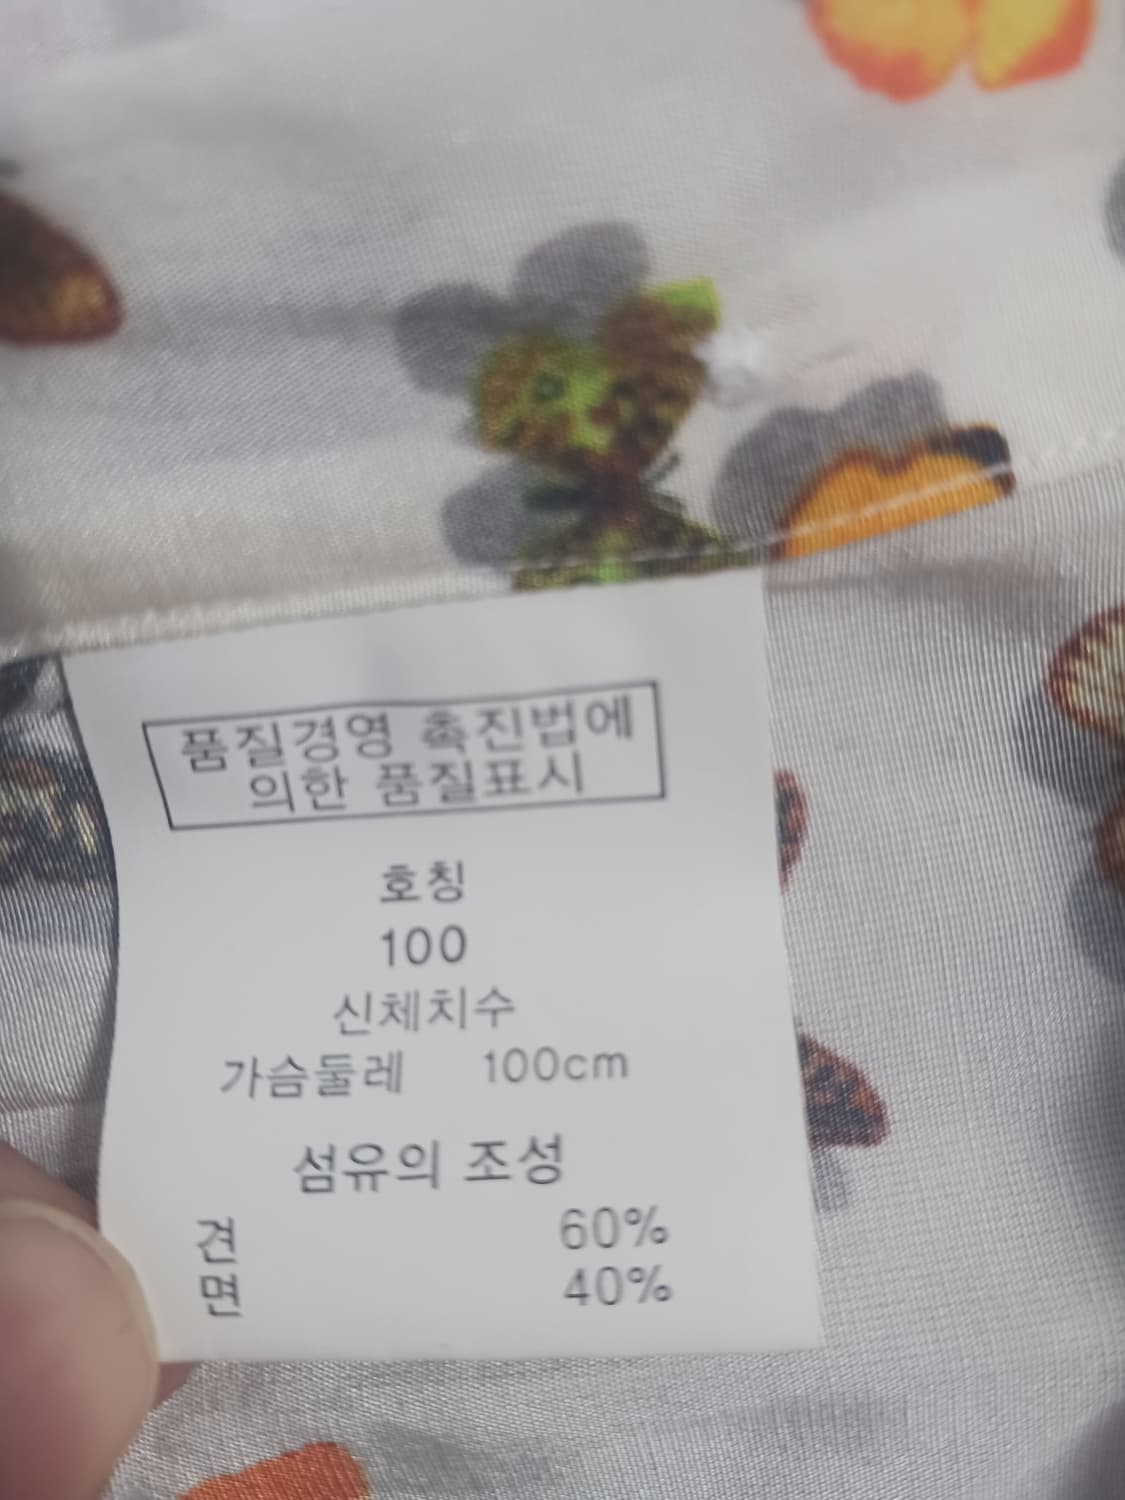 품질경영 촉진법에
의한 품질표시
호칭
100
신체치수
가슴둘레 100cm
섬유의 조성
견 60%
면 40%